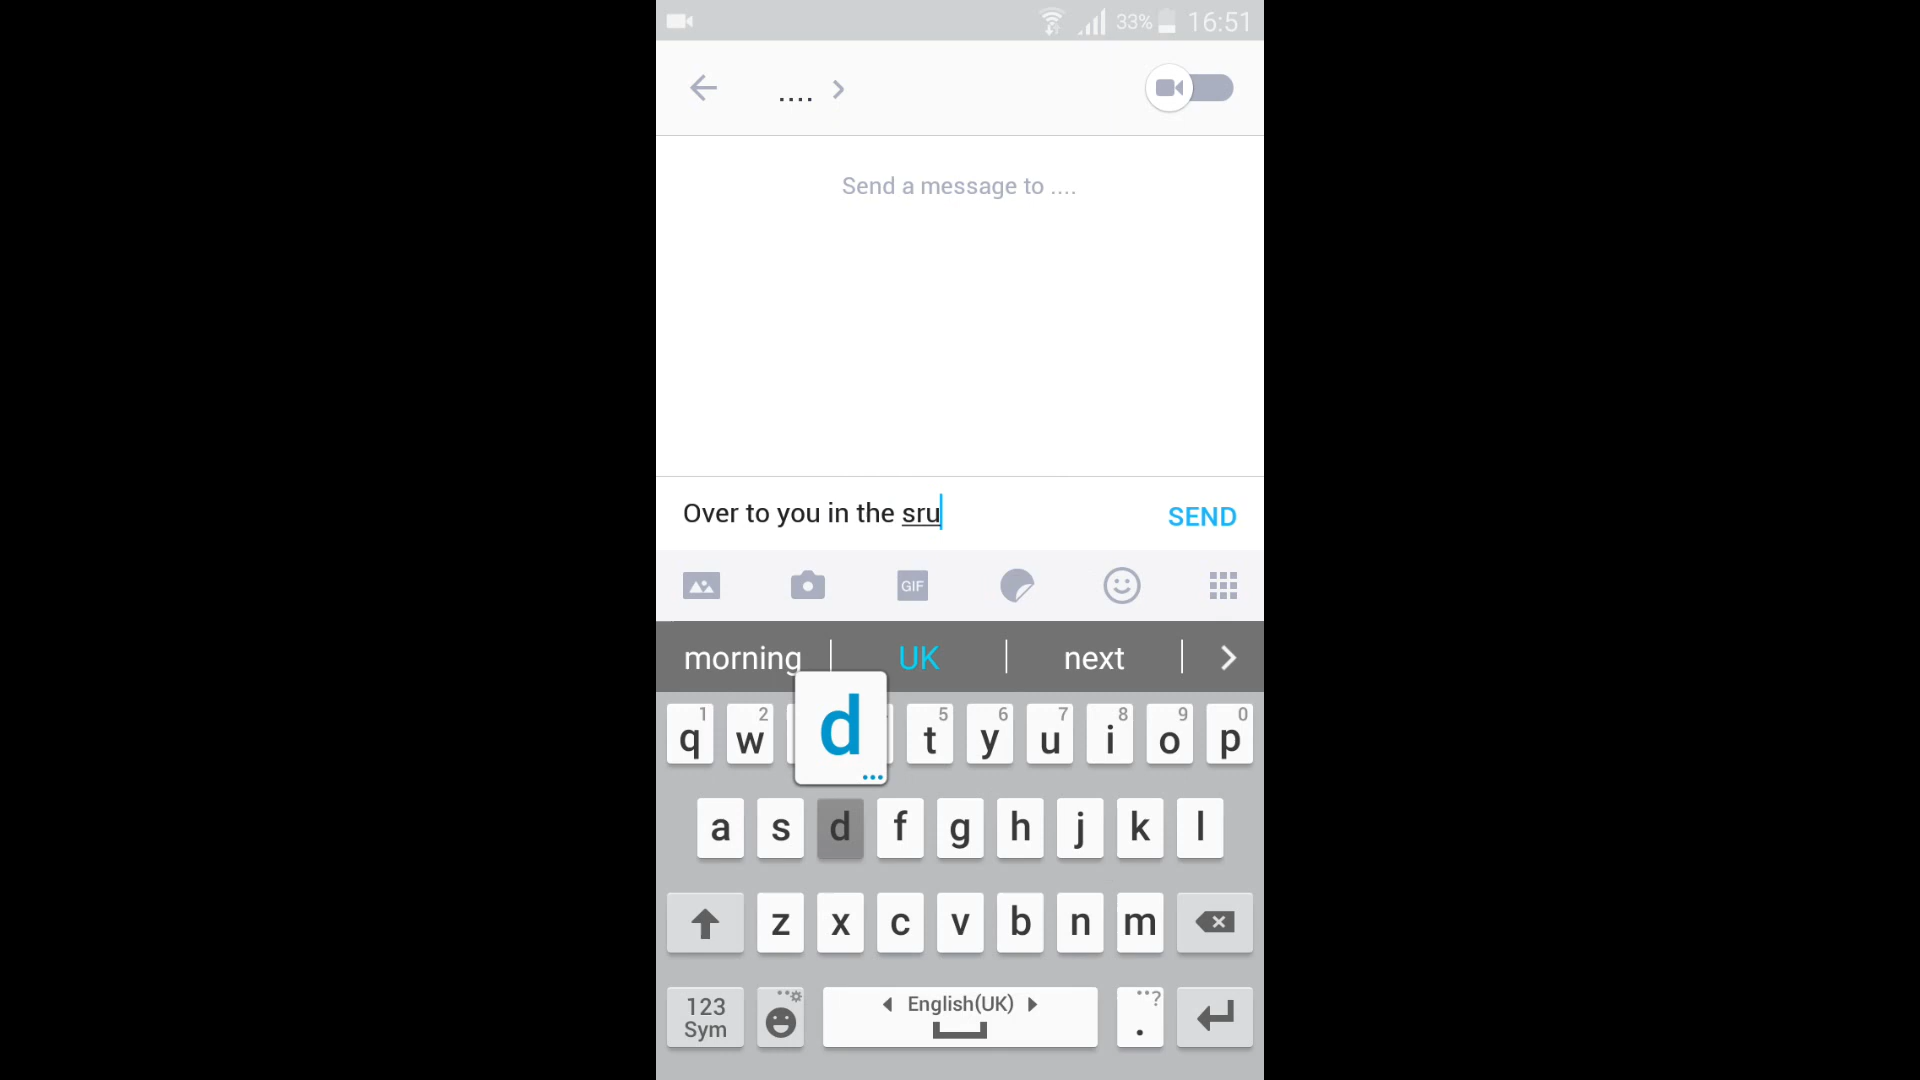 33% 16:51
....
Send a message to ....
Over to you in the sru
SEND
GIF
morning UK next
d
1 2 5 6 7 8 9 0
q w t y u i o p
a s d f g h j k l
z x c v b n m
123 Sym
English(UK)
?
.